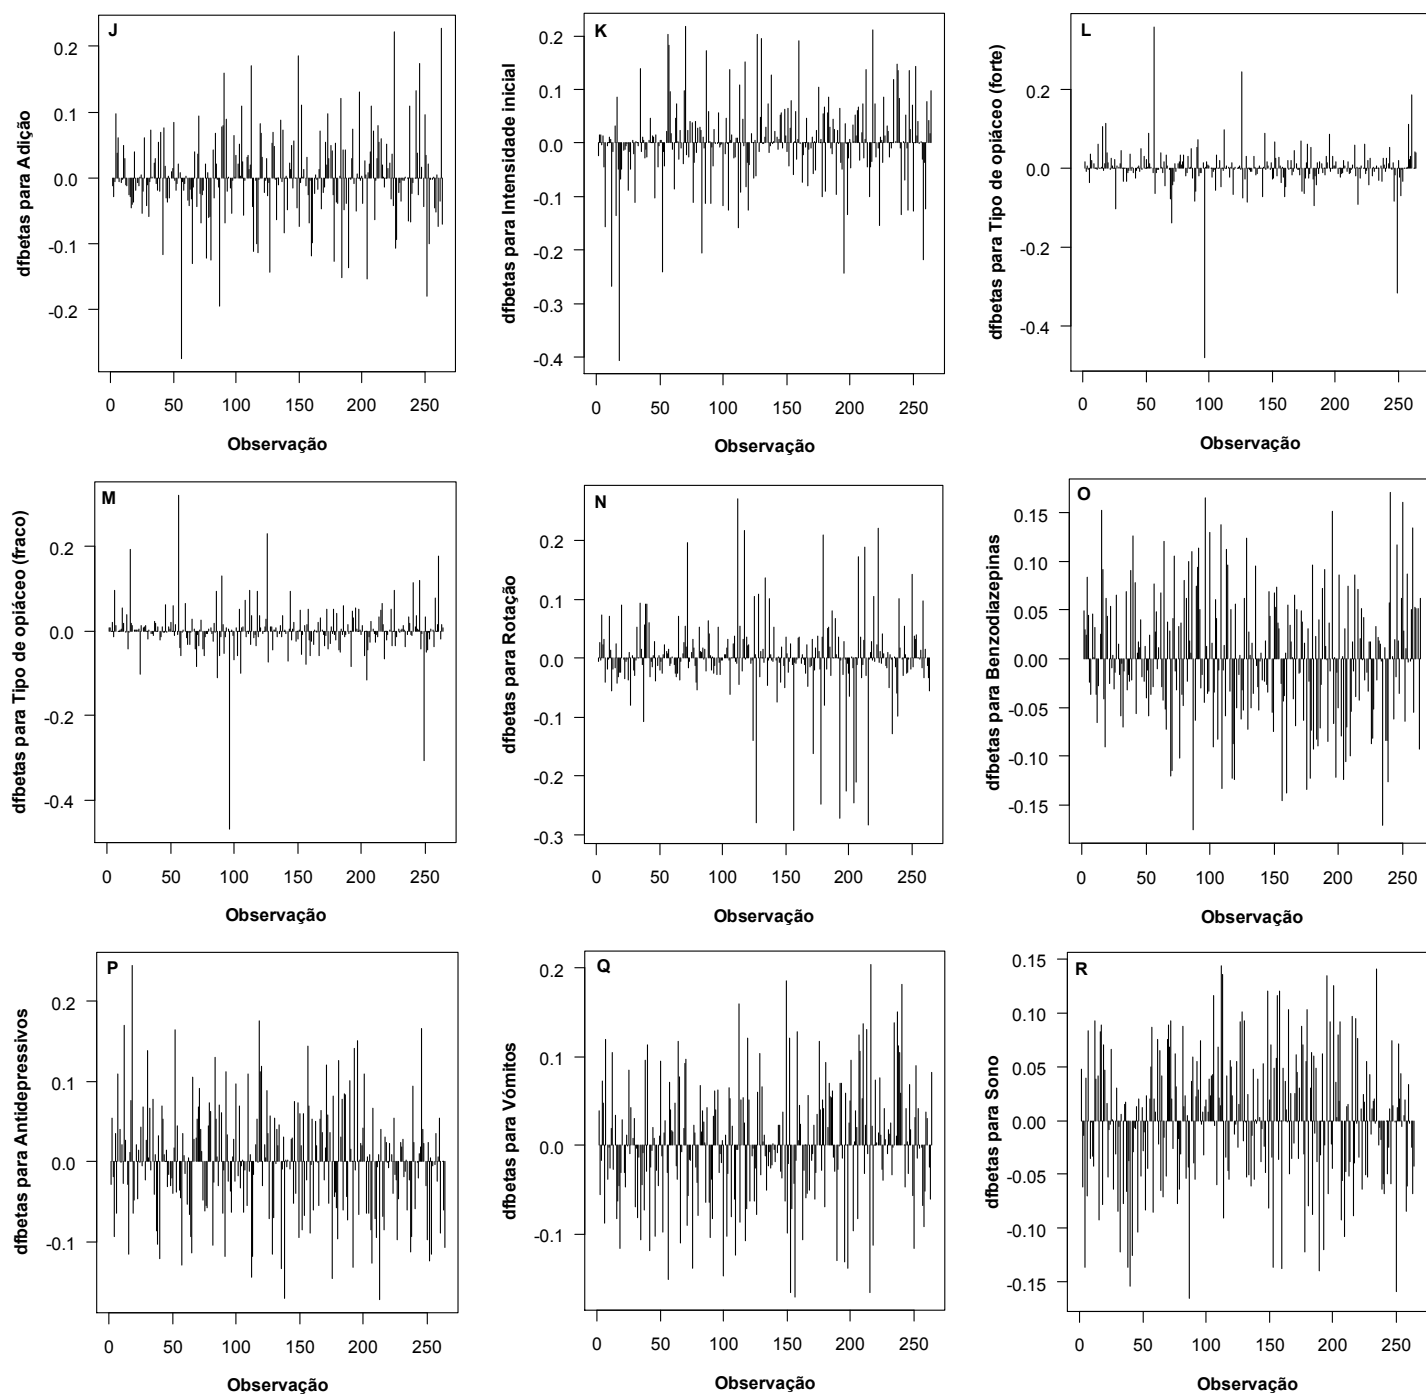 J
dfbetas para Adição
0.2
0.1
0.0
-0.1
-0.2
0 50 100 150 200 250
Observação
K
dfbetas para Intensidade inicial
0.2
0.1
0.0
-0.1
-0.2
-0.3
-0.4
0 50 100 150 200 250
Observação
L
dfbetas para Tipo de opiáceo (forte)
0.2
0.0
-0.2
-0.4
0 50 100 150 200 250
Observação
M
dfbetas para Tipo de opiáceo (fraco)
0.2
0.0
-0.2
-0.4
0 50 100 150 200 250
Observação
N
dfbetas para Rotação
0.2
0.1
0.0
-0.1
-0.2
-0.3
0 50 100 150 200 250
Observação
O
dfbetas para Benzodiazepinas
0.15
0.10
0.05
0.00
-0.05
-0.10
-0.15
0 50 100 150 200 250
Observação
P
dfbetas para Antidepressivos
0.2
0.1
0.0
-0.1
0 50 100 150 200 250
Observação
Q
dfbetas para Vómitos
0.2
0.1
0.0
-0.1
0 50 100 150 200 250
Observação
R
dfbetas para Sono
0.15
0.10
0.05
0.00
-0.05
-0.10
-0.15
0 50 100 150 200 250
Observação